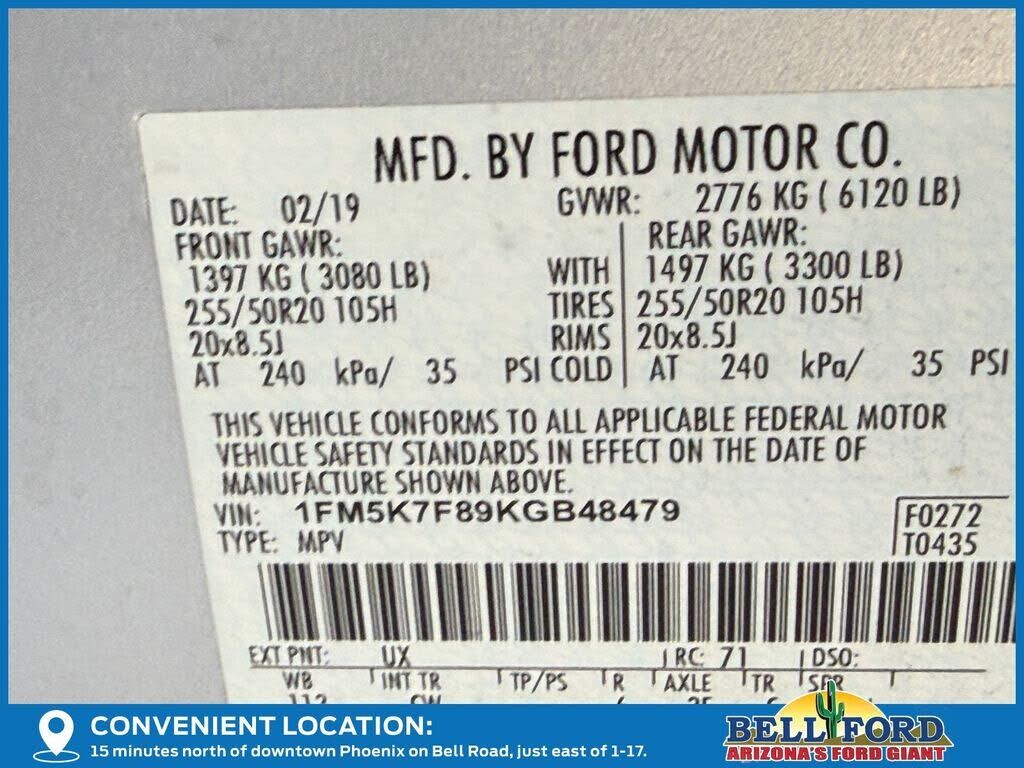 MFD. BY FORD MOTOR CO.
DATE: 02/19 GVWR: 2776 KG ( 6120 LB)
FRONT GAWR: REAR GAWR:
1397 KG ( 3080 LB) WITH 1497 KG ( 3300 LB)
255/50R20 105H TIRES 255/50R20 105H
20x8.5J RIMS 20x8.5J
AT 240 kPa/ 35 PSI COLD AT 240 kPa/ 35 PSI
THIS VEHICLE CONFORMS TO ALL APPLICABLE FEDERAL MOTOR
VEHICLE SAFETY STANDARDS IN EFFECT ON THE DATE OF
MANUFACTURE SHOWN ABOVE.
VIN: 1FM5K7F89KGB48479 F0272
TYPE: MPV T0435
EXT PNT: UX RC: 71 DSO:
WB INT TR TP/PS R AXLE TR SPR
CONVENIENT LOCATION:
15 minutes north of downtown Phoenix on Bell Road, just east of 1-17.
BELL FORD
ARIZONA'S FORD GIANT